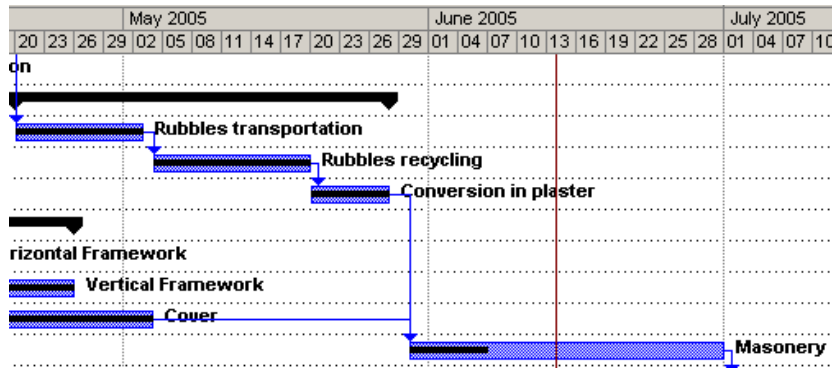 May 2005 June 2005 July 2005
20 23 26 29 02 05 08 11 14 17 20 23 26 29 01 04 07 10 13 16 19 22 25 28 01 04 07 10
on
Rubbles transportation
Rubbles recycling
Conversion in plaster
rizontal Framework
Vertical Framework
Cover
Masonery